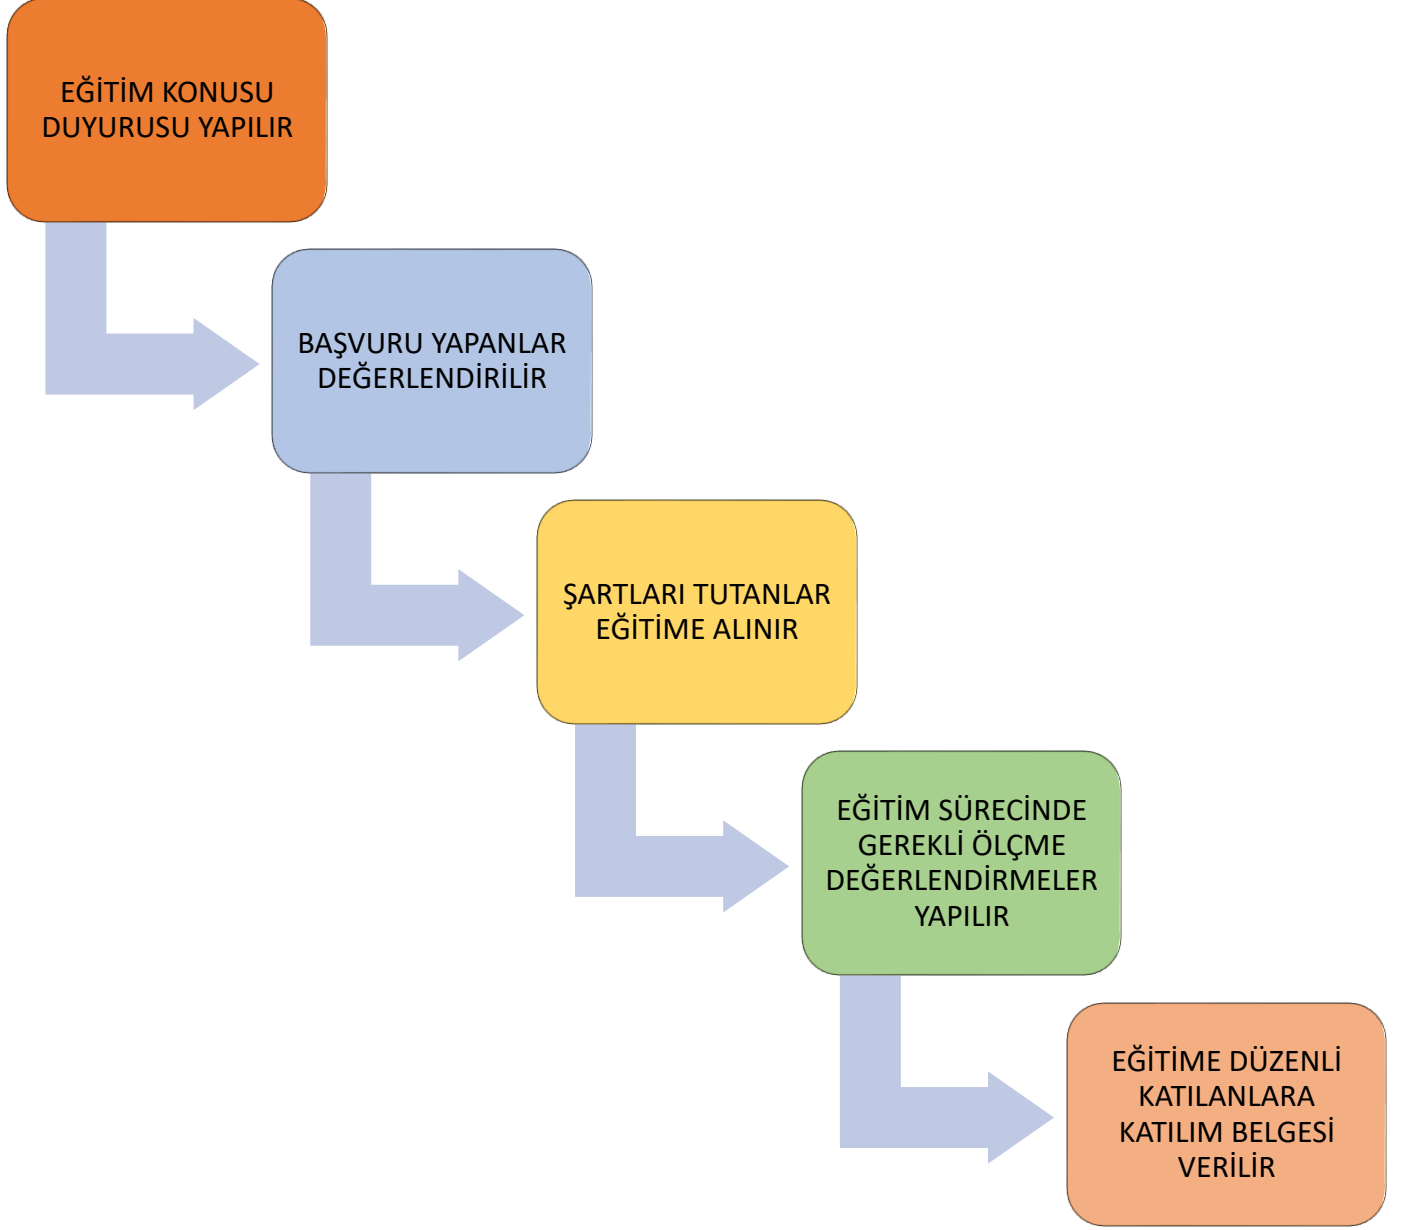 EĞİTİM KONUSU
DUYURUSU YAPILIR
BAŞVURU YAPANLAR
DEĞERLENDİRİLİR
ŞARTLARI TUTANLAR
EĞİTİME ALINIR
EĞİTİM SÜRECİNDE
GEREKLİ ÖLÇME
DEĞERLENDİRMELER
YAPILIR
EĞİTİME DÜZENLİ
KATILANLARA
KATILIM BELGESİ
VERİLİR